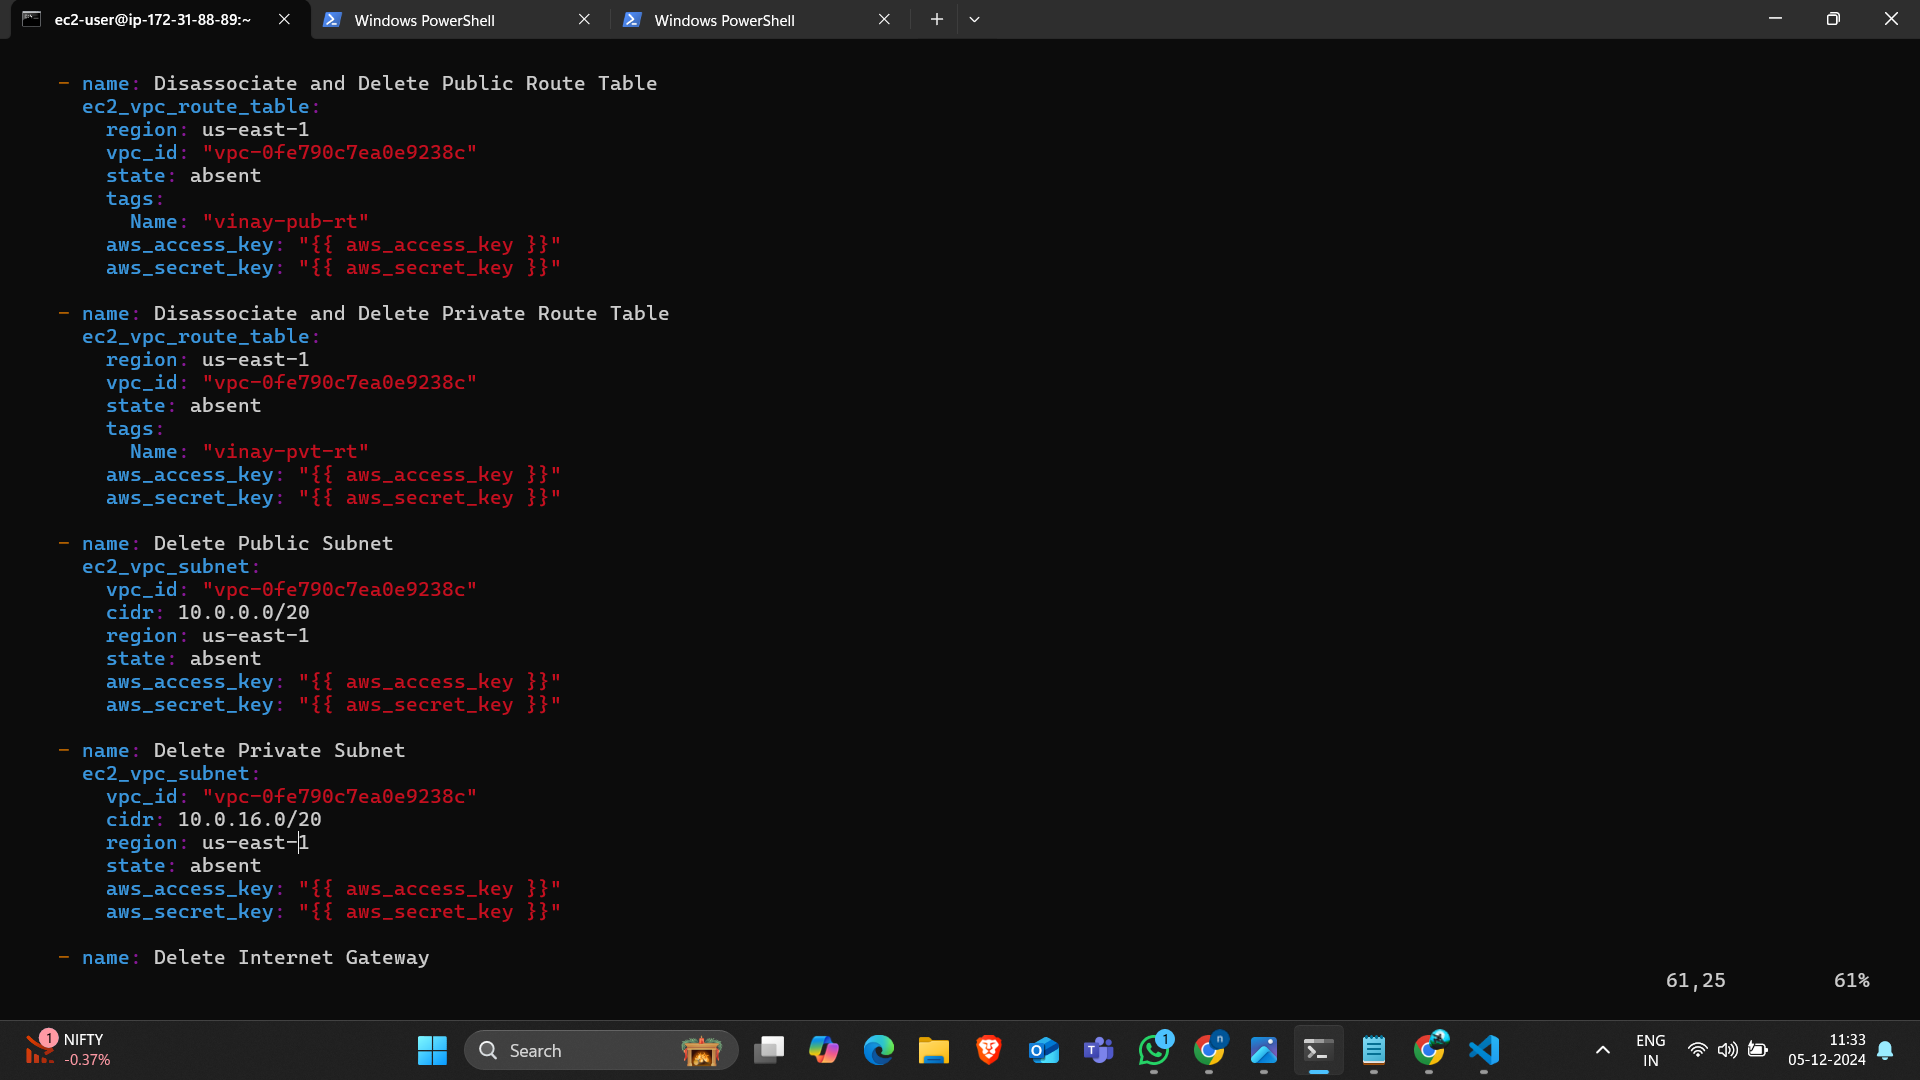 ec2-user@ip-172-31-88-89:~
Windows PowerShell
Windows PowerShell
- name: Disassociate and Delete Public Route Table
ec2_vpc_route_table:
region: us-east-1
vpc_id: "vpc-0fe790c7ea0e9238c"
state: absent
tags:
Name: "vinay-pub-rt"
aws_access_key: "{{ aws_access_key }}"
aws_secret_key: "{{ aws_secret_key }}"
- name: Disassociate and Delete Private Route Table
ec2_vpc_route_table:
region: us-east-1
vpc_id: "vpc-0fe790c7ea0e9238c"
state: absent
tags:
Name: "vinay-pvt-rt"
aws_access_key: "{{ aws_access_key }}"
aws_secret_key: "{{ aws_secret_key }}"
- name: Delete Public Subnet
ec2_vpc_subnet:
vpc_id: "vpc-0fe790c7ea0e9238c"
cidr: 10.0.0.0/20
region: us-east-1
state: absent
aws_access_key: "{{ aws_access_key }}"
aws_secret_key: "{{ aws_secret_key }}"
- name: Delete Private Subnet
ec2_vpc_subnet:
vpc_id: "vpc-0fe790c7ea0e9238c"
cidr: 10.0.16.0/20
region: us-east-1
state: absent
aws_access_key: "{{ aws_access_key }}"
aws_secret_key: "{{ aws_secret_key }}"
- name: Delete Internet Gateway
61,25 61%
1
NIFTY
-0.37%
Search
1
n
ENG
IN
11:33
05-12-2024